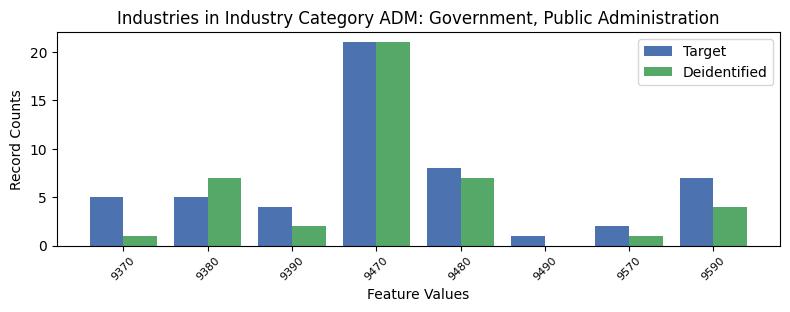 Industries in Industry Category ADM: Government, Public Administration
Target
Deidentified
Record Counts
20
15
10
5
0
9370
9380
9390
9470
9480
9490
9570
9590
Feature Values